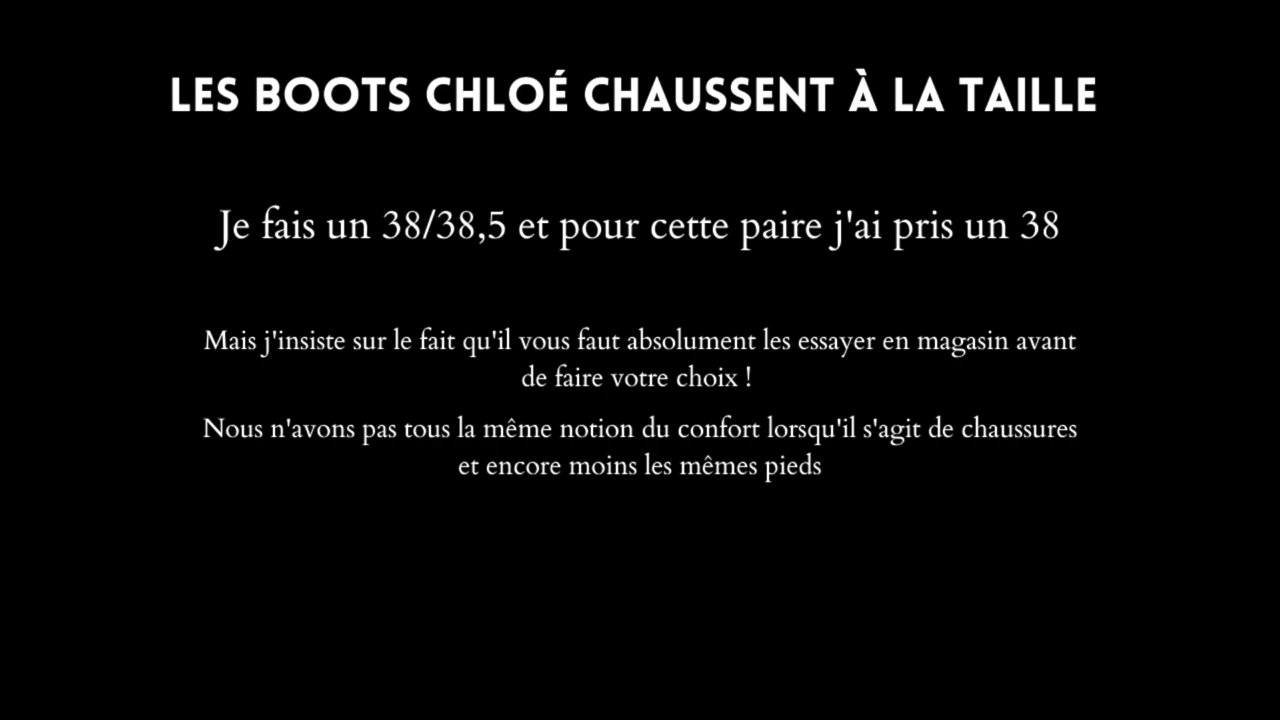 LES BOOTS CHLOÉ CHAUSSENT À LA TAILLE
Je fais un 38/38,5 et pour cette paire j'ai pris un 38
Mais j'insiste sur le fait qu'il vous faut absolument les essayer en magasin avant
de faire votre choix !
Nous n'avons pas tous la même notion du confort lorsqu'il s'agit de chaussures
et encore moins les mêmes pieds